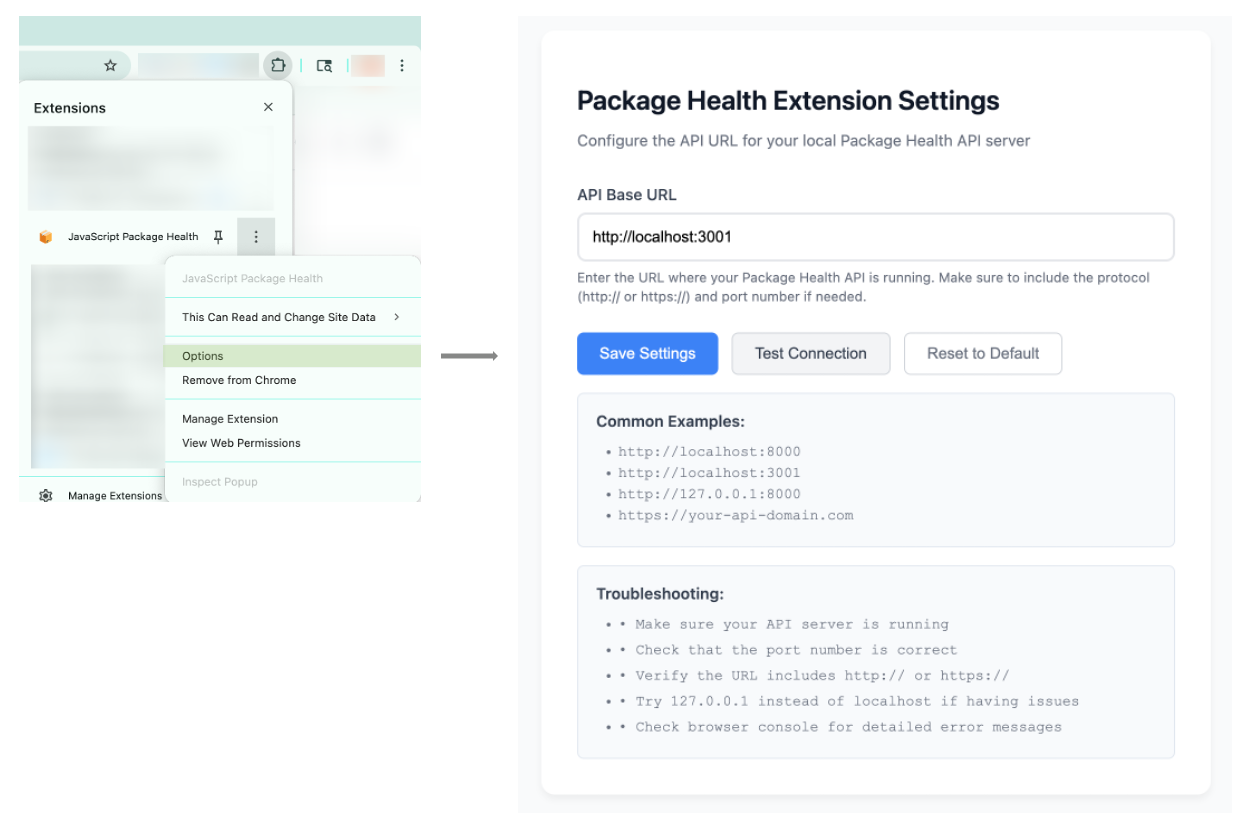 Extensions
JavaScript Package Health
JavaScript Package Health
This Can Read and Change Site Data
Options
Remove from Chrome
Manage Extension
View Web Permissions
Inspect Popup
Manage Extensions
Package Health Extension Settings
Configure the API URL for your local Package Health API server
API Base URL
http://localhost:3001
Enter the URL where your Package Health API is running. Make sure to include the protocol
(http:// or https://) and port number if needed.
Save Settings Test Connection Reset to Default
Common Examples:
• http://localhost:8000
• http://localhost:3001
• http://127.0.0.1:8000
• https://your-api-domain.com
Troubleshooting:
• • Make sure your API server is running
• • Check that the port number is correct
• • Verify the URL includes http:// or https://
• • Try 127.0.0.1 instead of localhost if having issues
• • Check browser console for detailed error messages